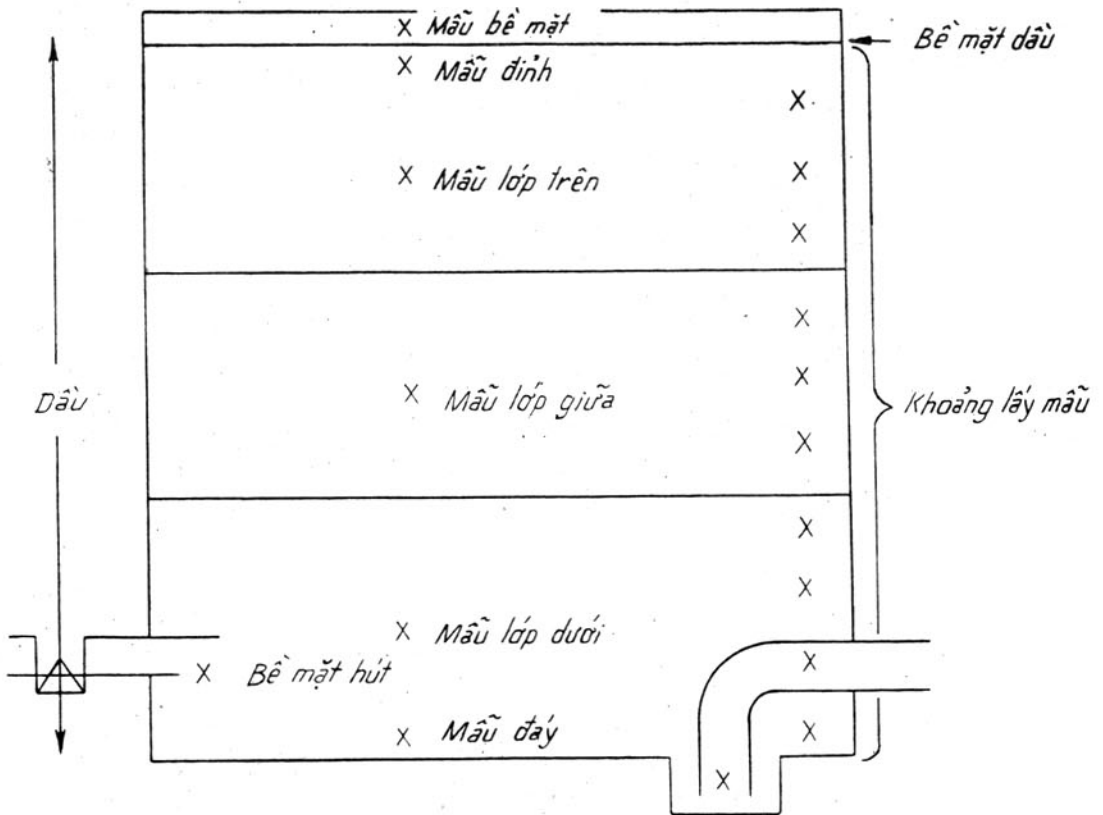 Mẫu bề mặt
Bề mặt dầu
Mẫu đỉnh
Mẫu lớp trên
Dầu
Mẫu lớp giữa
Khoảng lấy mẫu
Mẫu lớp dưới
Bề mặt hút
Mẫu đáy